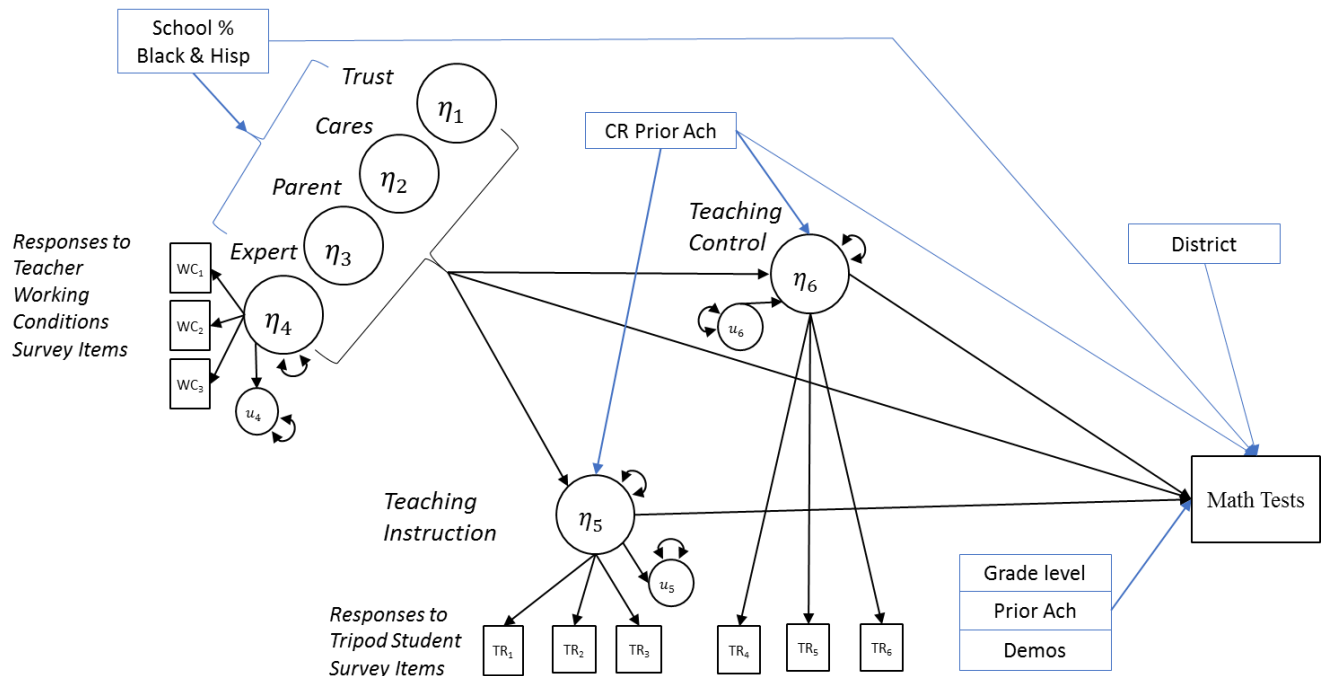 School %
Black & Hisp
Trust
η₁
Cares
η₂
CR Prior Ach
Parent
η₃
Teaching
Control
η₆
u₆
District
Responses to
Teacher
Working
Conditions
Survey Items
Expert
η₄
WC₁
WC₂
WC₃
u₄
Teaching
Instruction
η₅
u₅
Math Tests
Grade level
Prior Ach
Demos
Responses to
Tripod Student
Survey Items
TR₁
TR₂
TR₃
TR₄
TR₅
TR₆